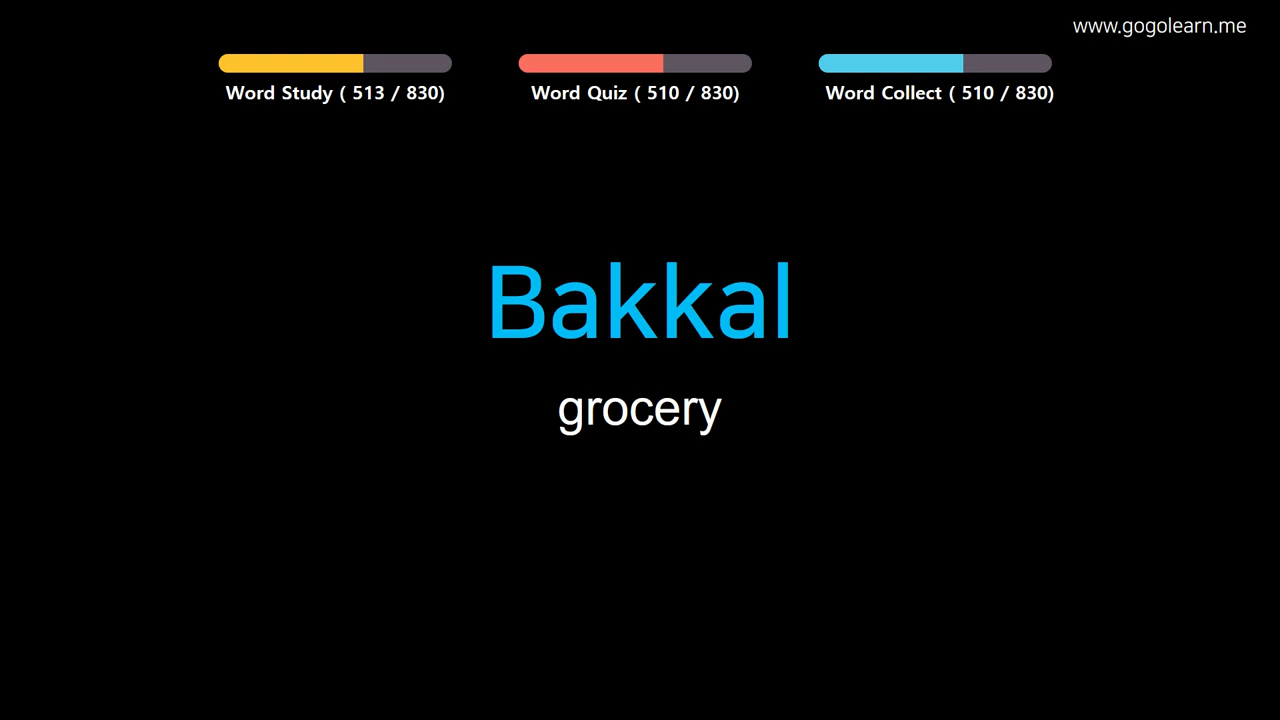 www.gogolearn.me
Word Study ( 513 / 830)
Word Quiz ( 510 / 830)
Word Collect ( 510 / 830)
Bakkal
grocery